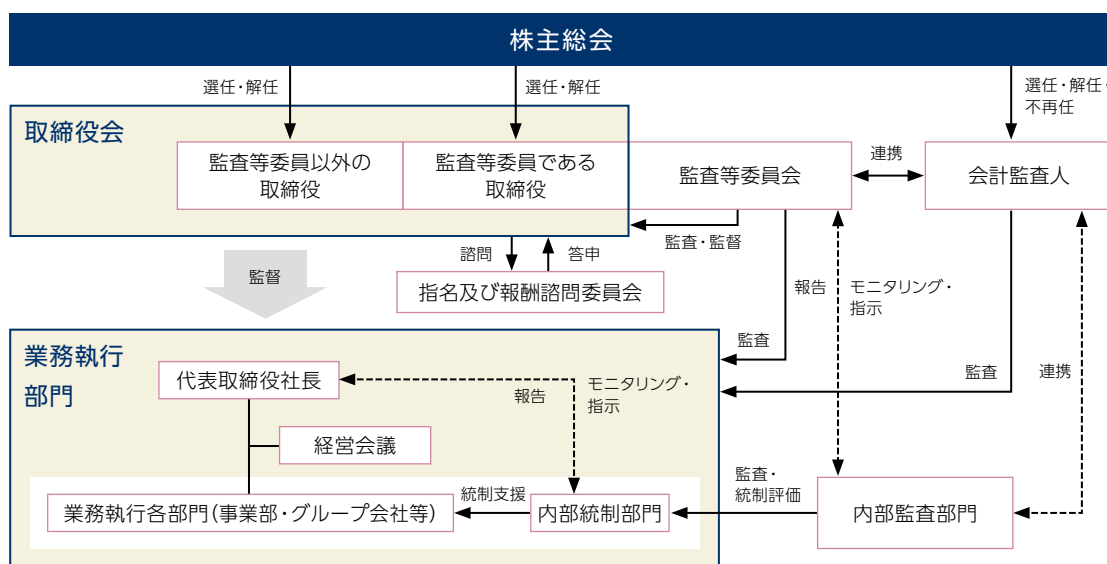 株主総会
選任・解任
選任・解任
選任・解任・
不再任
取締役会
監査等委員以外の
取締役
監査等委員である
取締役
監査等委員会
連携
会計監査人
監査・監督
諮問
答申
監督
指名及び報酬諮問委員会
報告
モニタリング・
指示
監査
監査
連携
業務執行
部門
代表取締役社長
報告
モニタリング・
指示
経営会議
業務執行各部門(事業部・グループ会社等)
統制支援
内部統制部門
監査・
統制評価
内部監査部門